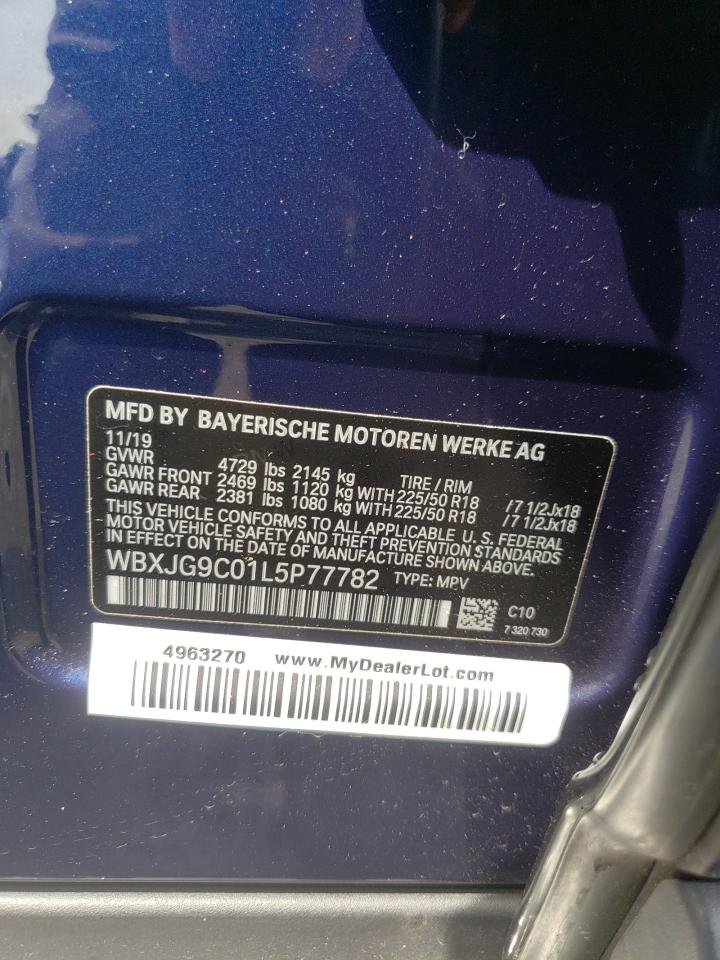 MFD BY BAYERISCHE MOTOREN WERKE AG
11/19
GVWR 4729 lbs 2145 kg TIRE / RIM
GAWR FRONT 2469 lbs 1120 kg WITH 225/50 R18 /7 1/2Jx18
GAWR REAR 2381 lbs 1080 kg WITH 225/50 R18 /7 1/2Jx18
THIS VEHICLE CONFORMS TO ALL APPLICABLE U. S. FEDERAL
MOTOR VEHICLE SAFETY AND THEFT PREVENTION STANDARDS
IN EFFECT ON THE DATE OF MANUFACTURE SHOWN ABOVE.
WBXJG9C01L5P77782 TYPE: MPV
C10
7 320 730
4963270 www.MyDealerLot.com